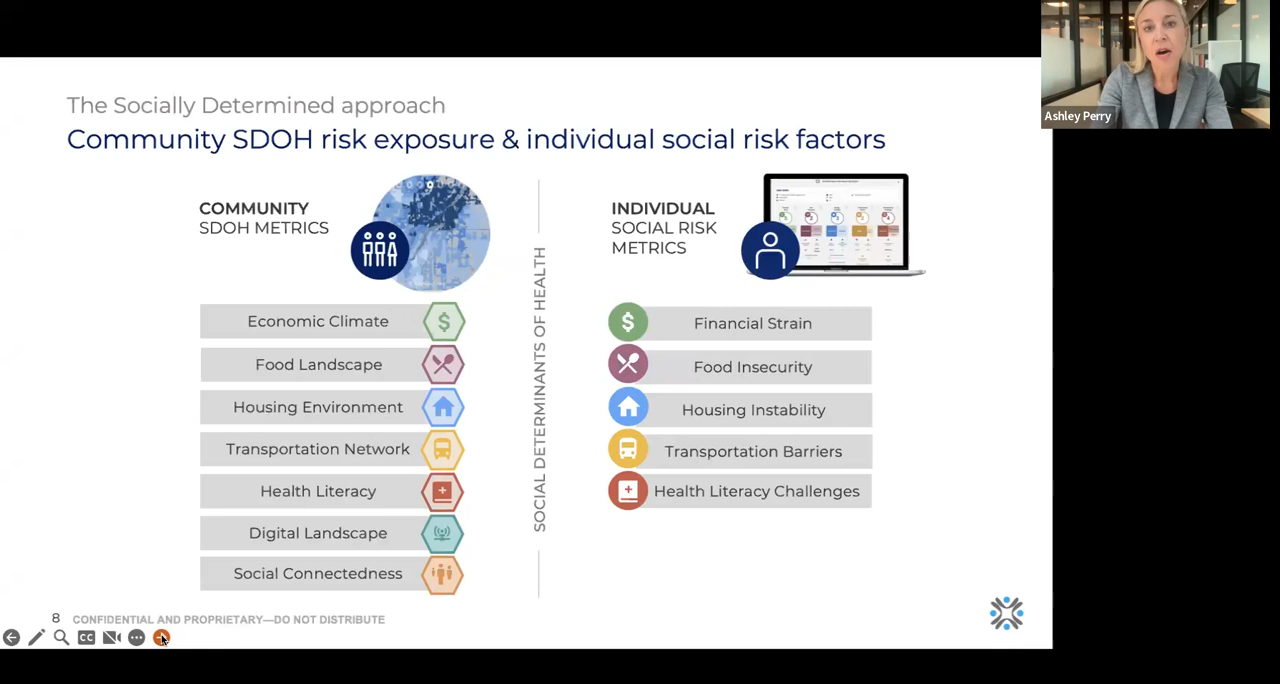 Ashley Perry
The Socially Determined approach
Community SDOH risk exposure & individual social risk factors
COMMUNITY
SDOH METRICS
Economic Climate
Food Landscape
Housing Environment
Transportation Network
Health Literacy
Digital Landscape
Social Connectedness
SOCIAL DETERMINANTS OF HEALTH
INDIVIDUAL
SOCIAL RISK
METRICS
Financial Strain
Food Insecurity
Housing Instability
Transportation Barriers
Health Literacy Challenges
8 CONFIDENTIAL AND PROPRIETARY—DO NOT DISTRIBUTE
CC